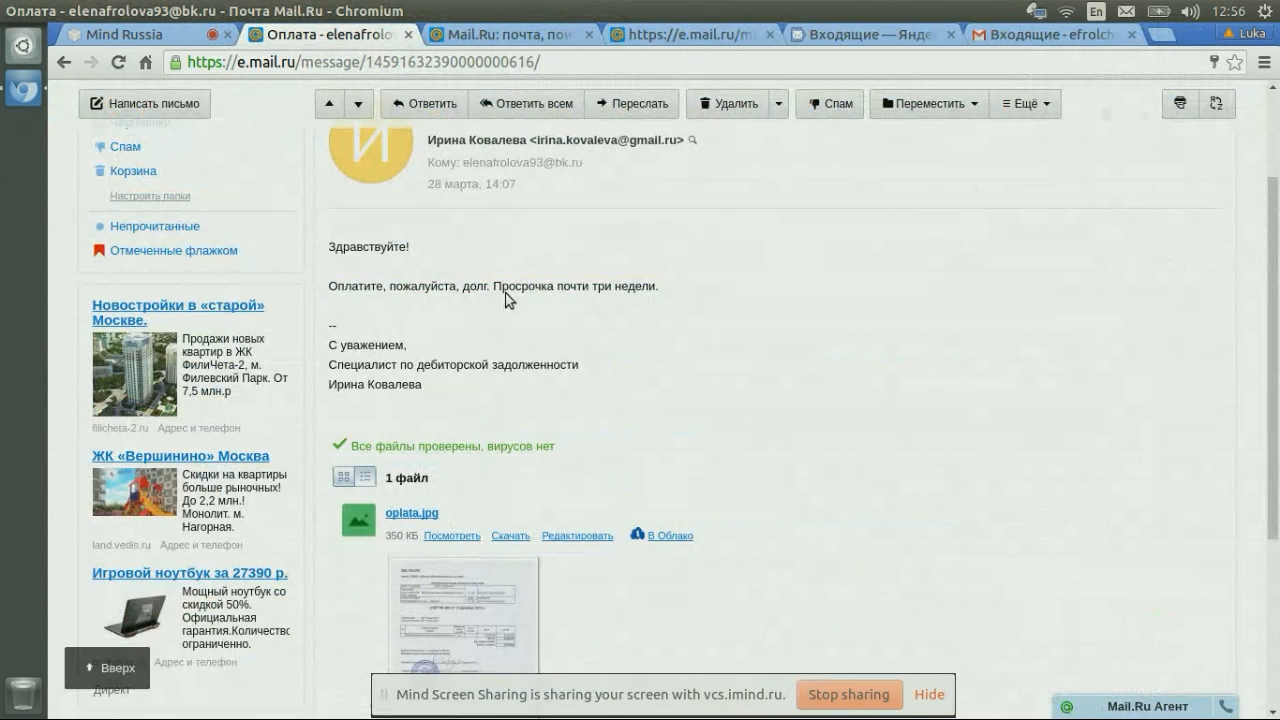 Оплата - elenafrolova93@bk.ru - Почта Mail.Ru - Chromium
En
12:56
Mind Russia
Оплата - elenafrolo
Mail.Ru: почта, пои
https://e.mail.ru/m
Входящие — Янде
Входящие - efrolch
Luka
https://e.mail.ru/message/14591632390000000616/
Написать письмо
Ответить
Ответить всем
Переслать
Удалить
Спам
Переместить
Ещё
Черновики
Спам
Корзина
Настроить папки
Непрочитанные
Отмеченные флажком
Новостройки в «старой»
Москве.
Продажи новых
квартир в ЖК
ФилиЧета-2, м.
Филевский Парк. От
7,5 млн.р
filicheta-2.ru Адрес и телефон
ЖК «Вершинино» Москва
Скидки на квартиры
больше рыночных!
До 2,2 млн.!
Монолит. м.
Нагорная.
land.vedis.ru Адрес и телефон
Игровой ноутбук за 27390 р.
Мощный ноутбук со
скидкой 50%.
Официальная
гарантия.Количество
ограниченно.
Адрес и телефон
Вверх
Директ
И
Ирина Ковалева <irina.kovaleva@gmail.ru>
Кому: elenafrolova93@bk.ru
28 марта, 14:07
Здравствуйте!
Оплатите, пожалуйста, долг. Просрочка почти три недели.
--
С уважением,
Специалист по дебиторской задолженности
Ирина Ковалева
Все файлы проверены, вирусов нет
1 файл
oplata.jpg
350 КБ Посмотреть Скачать Редактировать В Облако
Mind Screen Sharing is sharing your screen with vcs.imind.ru.
Stop sharing
Hide
Mail.Ru Агент